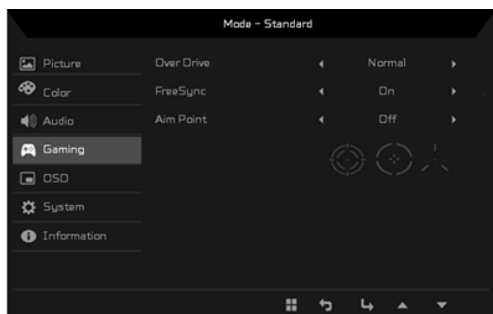 Mode - Standard
Picture
Over Drive Normal
Color
FreeSync On
Audio
Aim Point Off
Gaming
OSD
System
Information